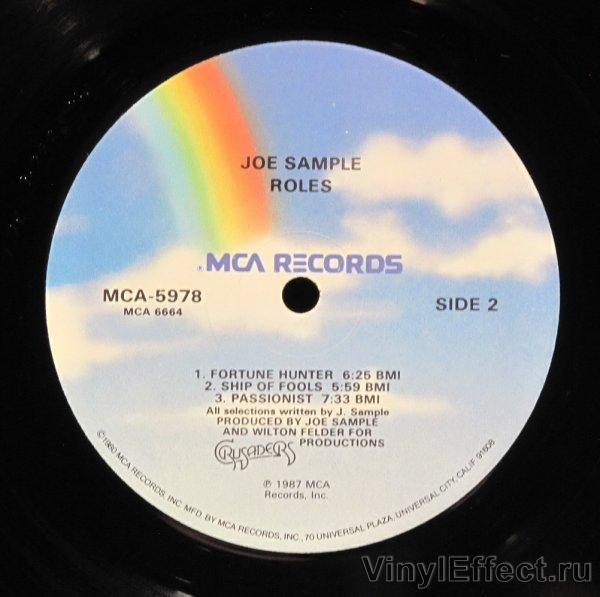 JOE SAMPLE
ROLES
MCA RECORDS
MCA-5978
MCA 6664
SIDE 2
1. FORTUNE HUNTER 6:25 BMI
2. SHIP OF FOOLS 5:59 BMI
3. PASSIONIST 7:33 BMI
All selections written by J. Sample
PRODUCED BY JOE SAMPLE
AND WILTON FELDER FOR
CRUSADERS PRODUCTIONS
℗ 1987 MCA
Records, Inc.
©1980 MCA RECORDS, INC. MFD. BY MCA RECORDS, INC., 70 UNIVERSAL PLAZA, UNIVERSAL CITY, CALIF. 91608
VinylEffect.ru